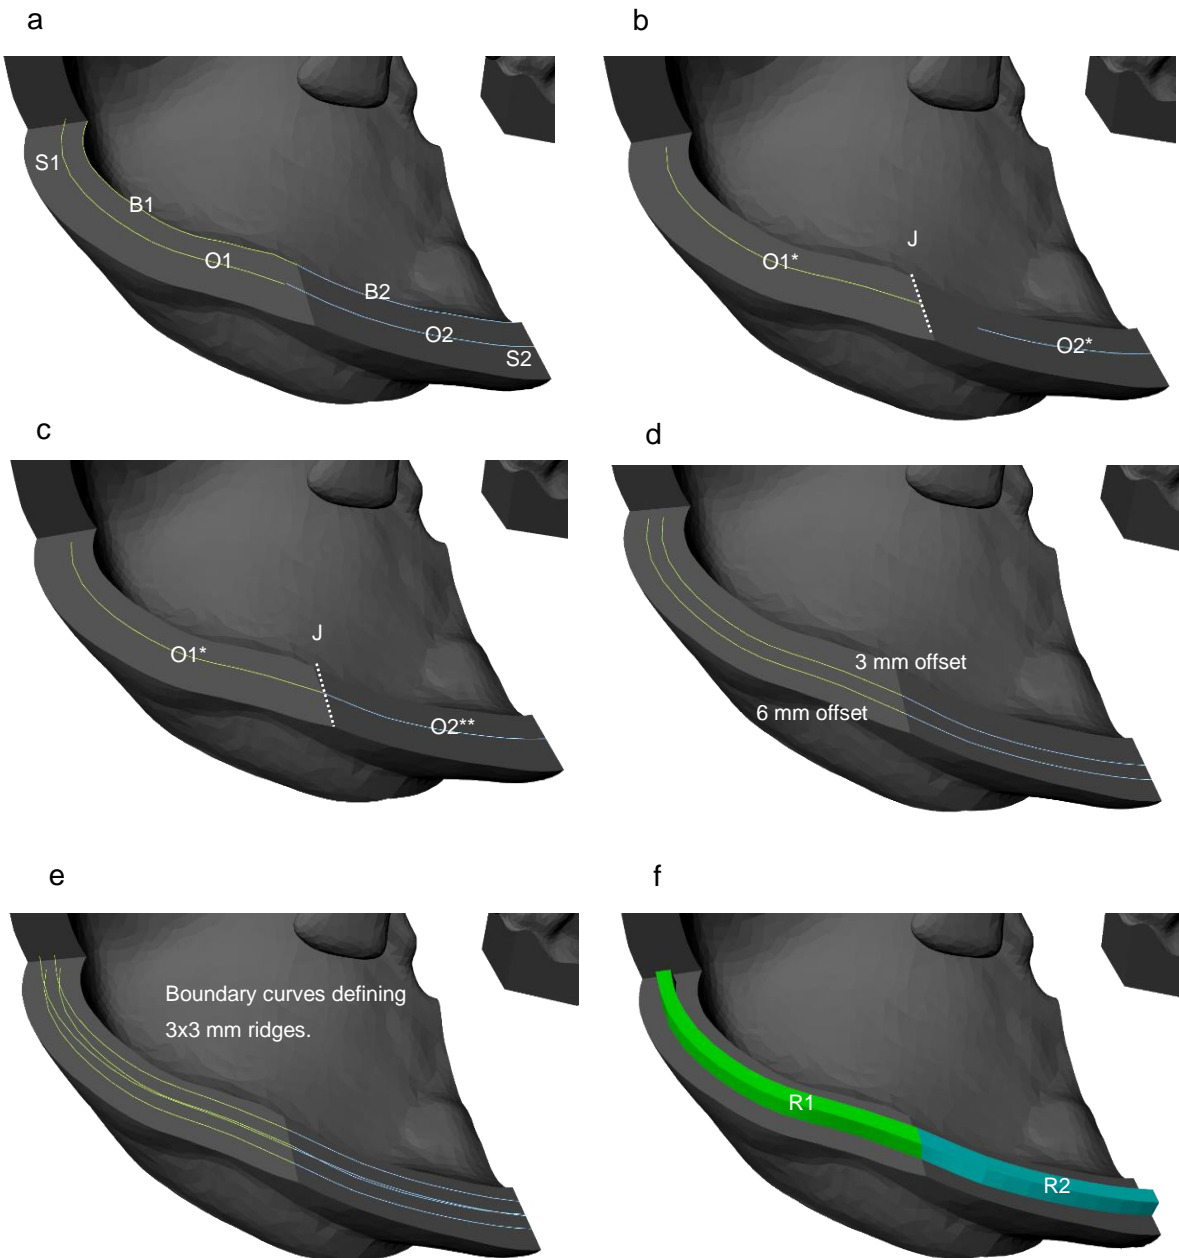 a
b
S1
B1
O1
B2
O2
S2
J
O1*
O2*
c
d
J
O1*
O2**
3 mm offset
6 mm offset
e
f
Boundary curves defining
3x3 mm ridges.
R1
R2